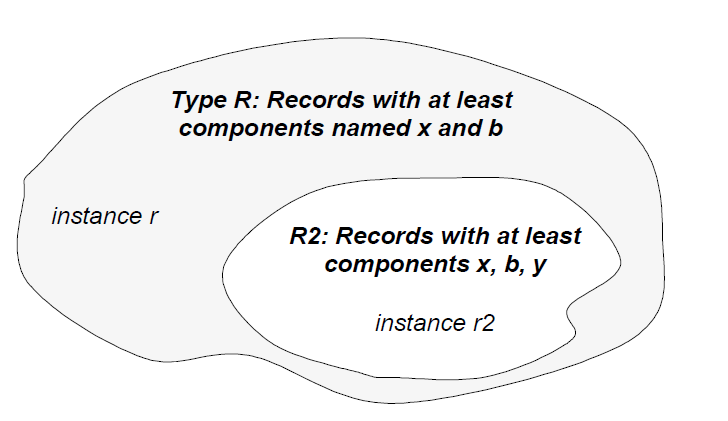 Type R: Records with at least
components named x and b
instance r
R2: Records with at least
components x, b, y
instance r2